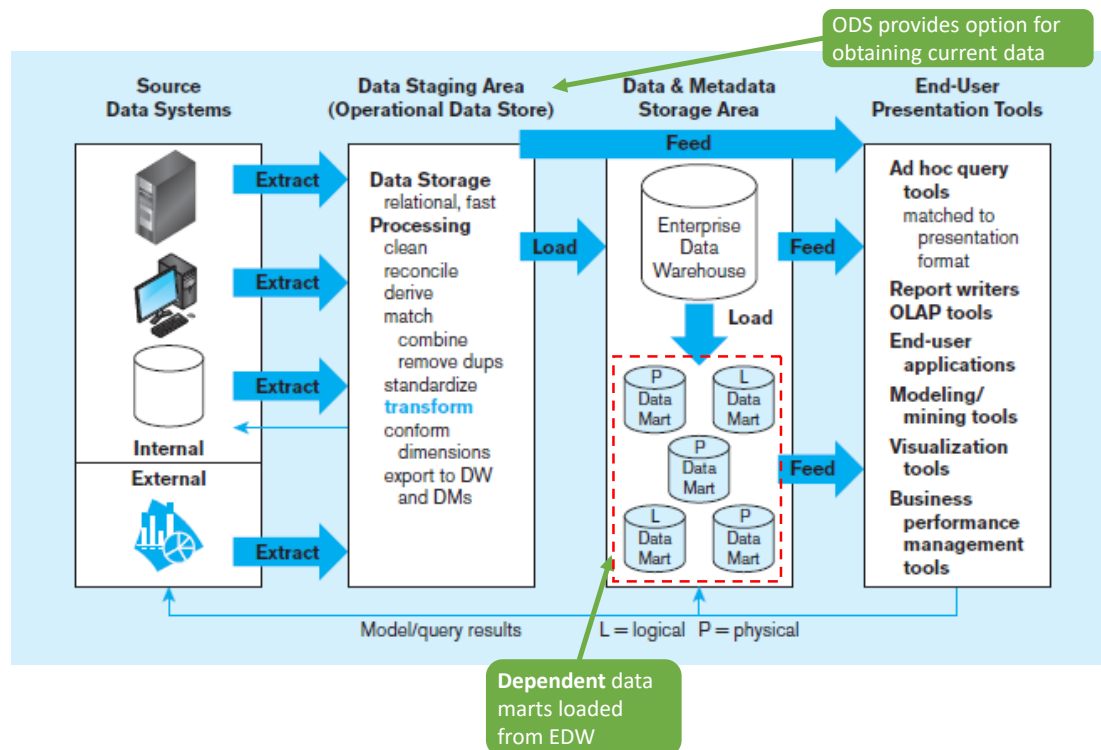 ODS provides option for
obtaining current data
Source
Data Systems
Data Staging Area
(Operational Data Store)
Data & Metadata
Storage Area
End-User
Presentation Tools
Extract
Extract
Extract
Extract
Internal
External
Data Storage
relational, fast
Processing
clean
reconcile
derive
match
combine
remove dups
standardize
transform
conform
dimensions
export to DW
and DMs
Feed
Load
Enterprise
Data
Warehouse
Load
P
Data
Mart
L
Data
Mart
P
Data
Mart
L
Data
Mart
P
Data
Mart
Feed
Feed
Ad hoc query
tools
matched to
presentation
format
Report writers
OLAP tools
End-user
applications
Modeling/
mining tools
Visualization
tools
Business
performance
management
tools
Model/query results
L = logical P = physical
Dependent data
marts loaded
from EDW